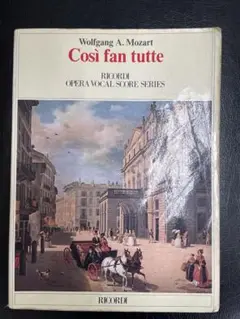 Wolfgang A. Mozart
Così fan tutte
RICORDI
OPERA VOCAL SCORE SERIES
RICORDI